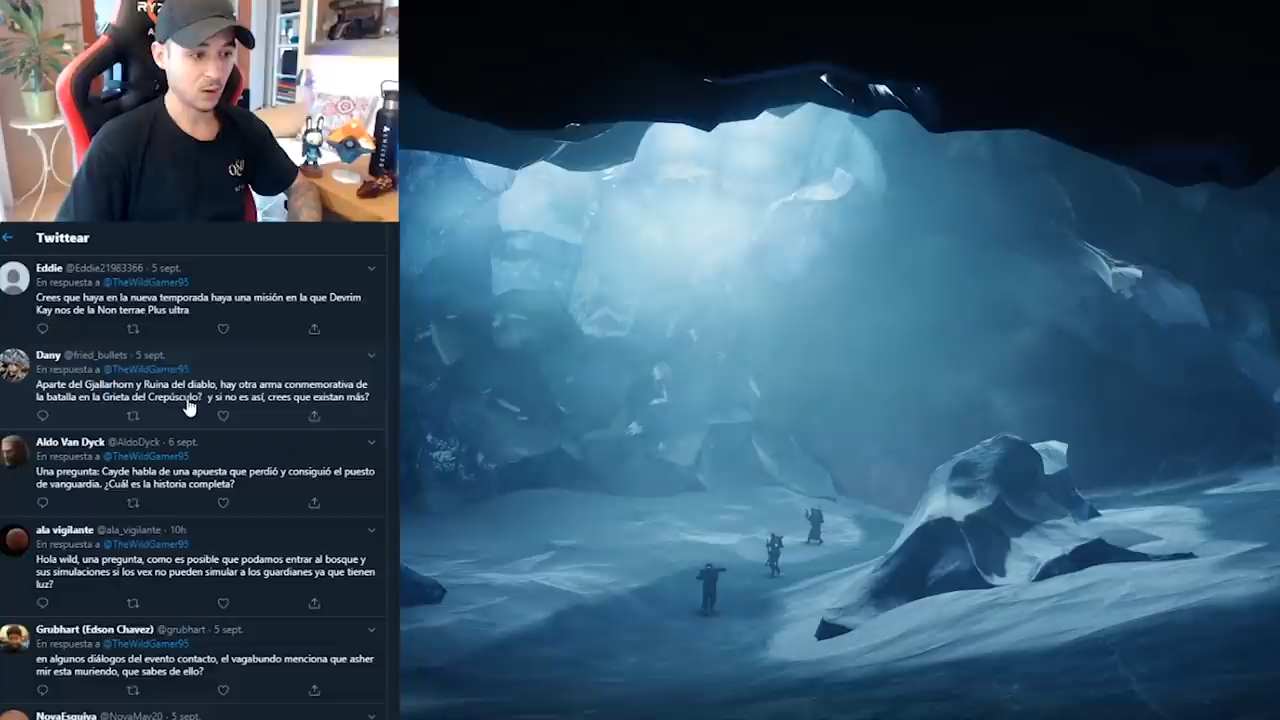 RYZ
Twittear
Eddie @Eddie21983366 · 5 sept.
En respuesta a @TheWildGamer95
Crees que haya en la nueva temporada haya una misión en la que Devrim
Kay nos de la Non terrae Plus ultra
Dany @fried_bullets · 5 sept.
En respuesta a @TheWildGamer95
Aparte del Gjallarhorn y Ruina del diablo, hay otra arma conmemorativa de
la batalla en la Grieta del Crepúsculo? y si no es así, crees que existan más?
Aldo Van Dyck @AldoDyck · 6 sept.
En respuesta a @TheWildGamer95
Una pregunta: Cayde habla de una apuesta que perdió y consiguió el puesto
de vanguardia. ¿Cuál es la historia completa?
ala vigilante @ala_vigilante · 10h
En respuesta a @TheWildGamer95
Hola wild, una pregunta, como es posible que podamos entrar al bosque y
sus simulaciones si los vex no pueden simular a los guardianes ya que tienen
luz?
Grubhart (Edson Chavez) @grubhart · 5 sept.
En respuesta a @TheWildGamer95
en algunos diálogos del evento contacto, el vagabundo menciona que asher
mir esta muriendo, que sabes de ello?
NovaEsquiva @NovaMay20 · 5 sept.